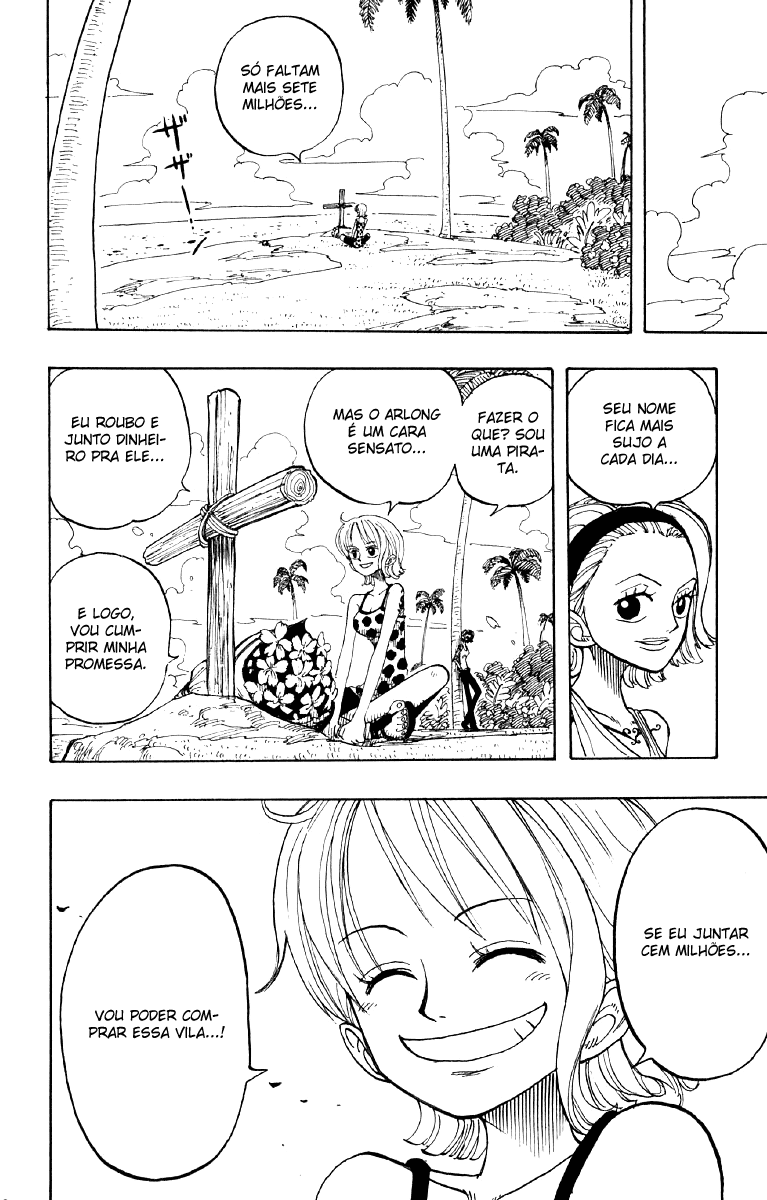 SÓ FALTAM
MAIS SETE
MILHÕES...
ザ
ザ
SEU NOME
FICA MAIS
SUJO A
CADA DIA...
FAZER O
QUE? SOU
UMA PIRA-
TA.
MAS O ARLONG
É UM CARA
SENSATO...
EU ROUBO E
JUNTO DINHEI-
RO PRA ELE...
E LOGO,
VOU CUM-
PRIR MINHA
PROMESSA.
SE EU JUNTAR
CEM MILHÕES...
VOU PODER COM-
PRAR ESSA VILA...!